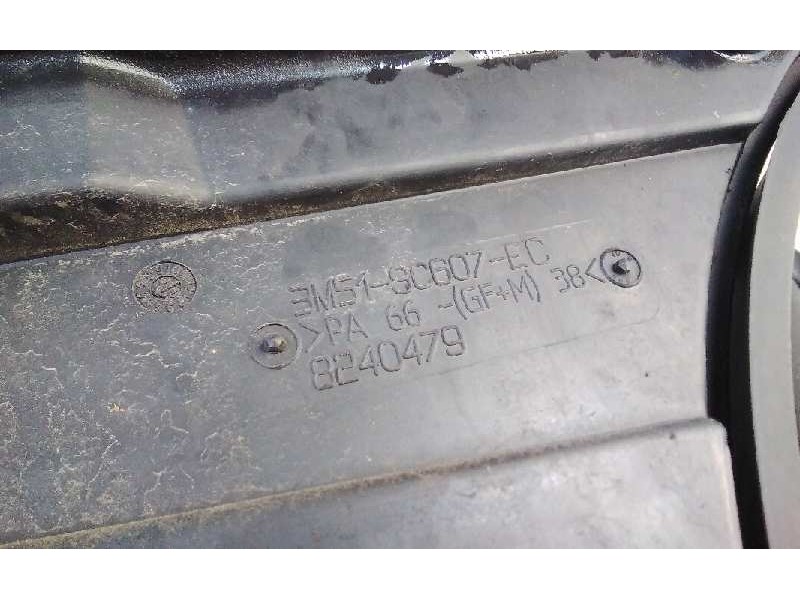 3M51-8C607-EC
>PA 66 -(GF+M) 38<
8240479